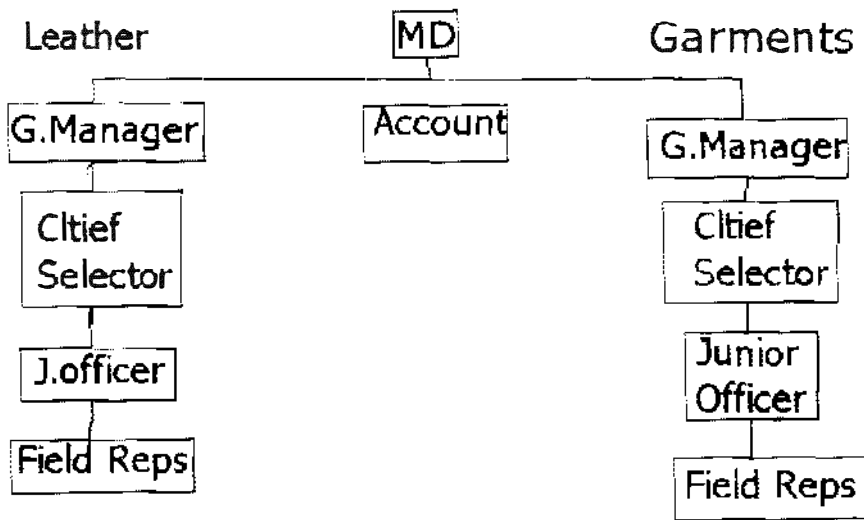 Leather
MD
Garments
G.Manager
Account
G.Manager
Cltief
Selector
Cltief
Selector
J.officer
Junior
Officer
Field Reps
Field Reps